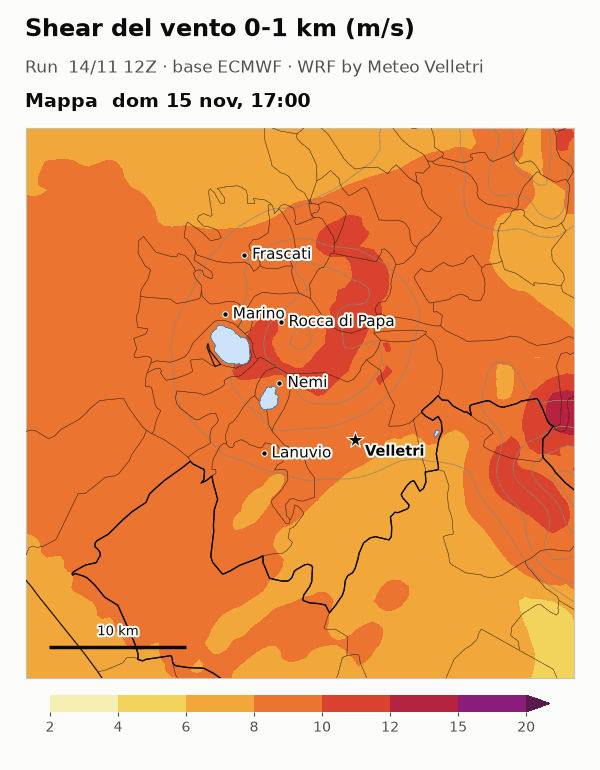 Shear del vento 0-1 km (m/s)
Run  14/11 12Z · base ECMWF · WRF by Meteo Velletri
Mappa  dom 15 nov, 17:00
Frascati
Marino
Rocca di Papa
Nemi
Velletri
Lanuvio
10 km
2 4 6 8 10 12 15 20